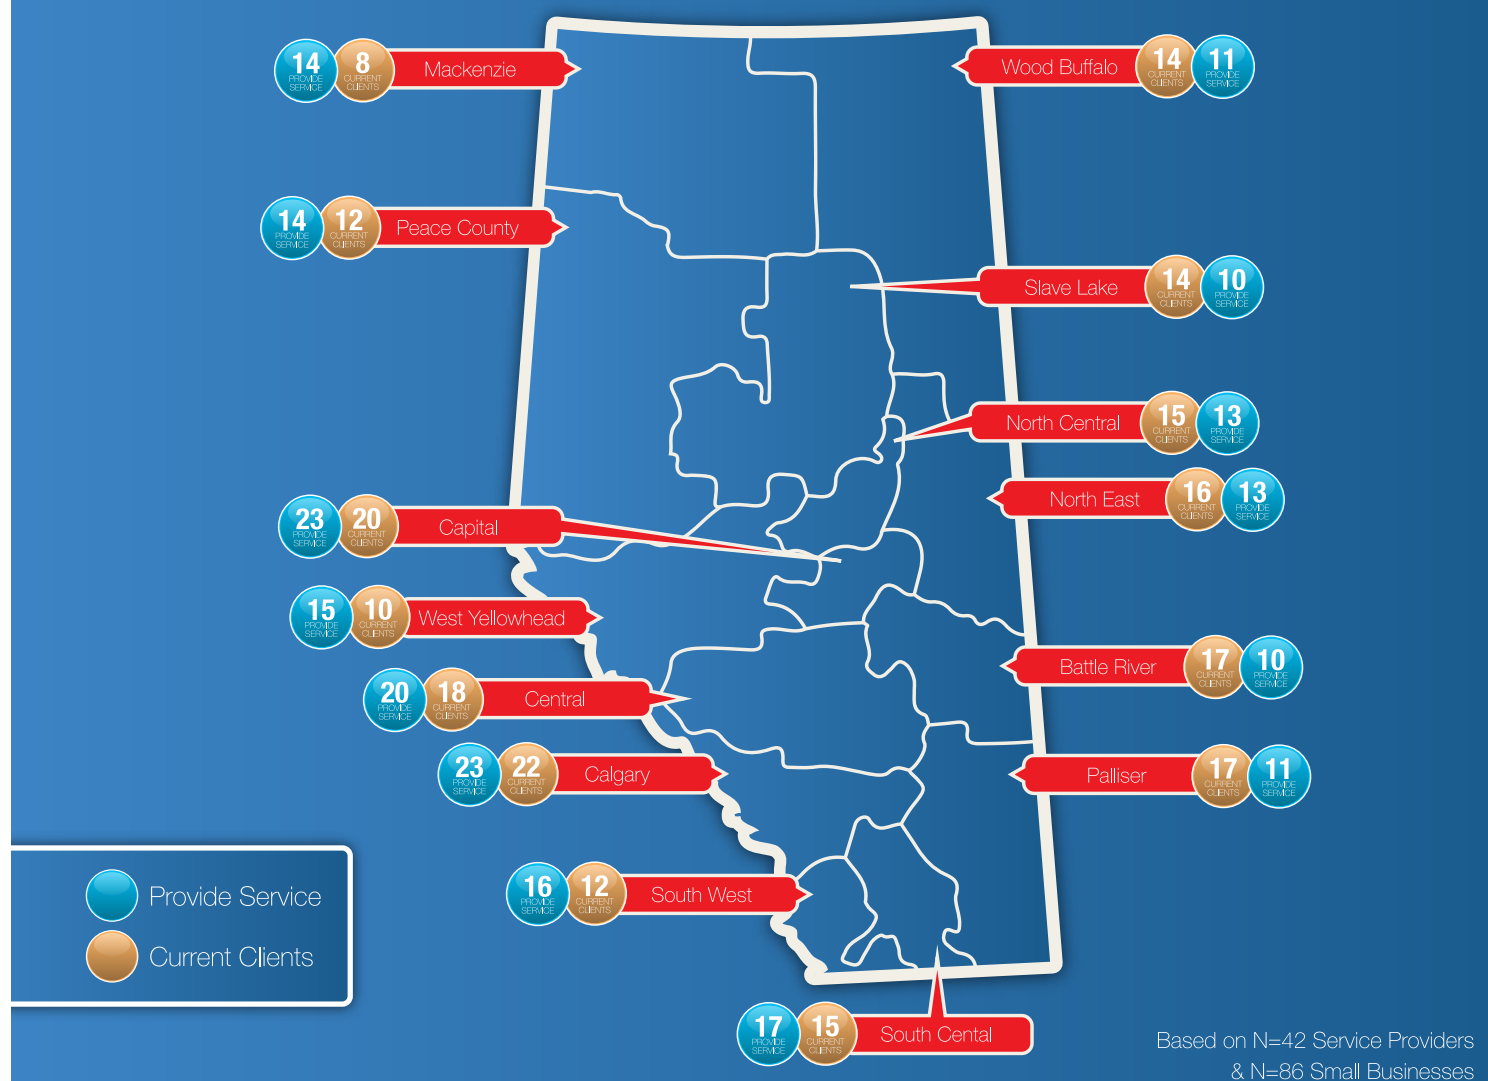 14
PROVIDE
SERVICE
8
CURRENT
CLIENTS
Mackenzie
Wood Buffalo
14
CURRENT
CLIENTS
11
PROVIDE
SERVICE
14
PROVIDE
SERVICE
12
CURRENT
CLIENTS
Peace County
Slave Lake
14
CURRENT
CLIENTS
10
PROVIDE
SERVICE
North Central
15
CURRENT
CLIENTS
13
PROVIDE
SERVICE
North East
16
CURRENT
CLIENTS
13
PROVIDE
SERVICE
23
PROVIDE
SERVICE
20
CURRENT
CLIENTS
Capital
15
PROVIDE
SERVICE
10
CURRENT
CLIENTS
West Yellowhead
Battle River
17
CURRENT
CLIENTS
10
PROVIDE
SERVICE
20
PROVIDE
SERVICE
18
CURRENT
CLIENTS
Central
23
PROVIDE
SERVICE
22
CURRENT
CLIENTS
Calgary
Palliser
17
CURRENT
CLIENTS
11
PROVIDE
SERVICE
16
PROVIDE
SERVICE
12
CURRENT
CLIENTS
South West
Provide Service
Current Clients
17
PROVIDE
SERVICE
15
CURRENT
CLIENTS
South Cental
Based on N=42 Service Providers
& N=86 Small Businesses